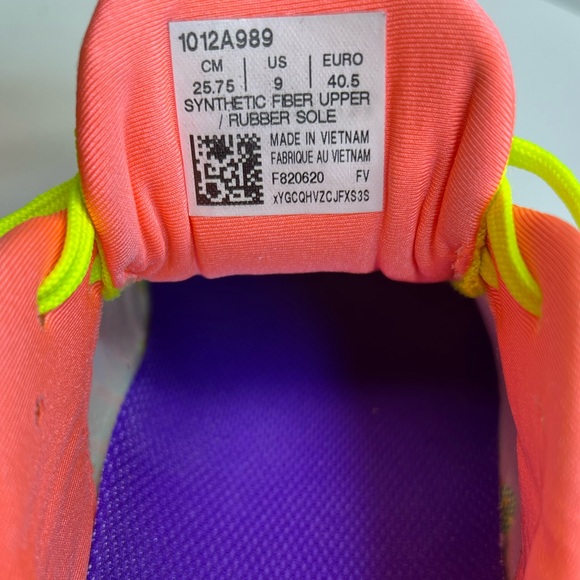 1012A989
CM | US | EURO
25.75 | 9 | 40.5
SYNTHETIC FIBER UPPER
/ RUBBER SOLE
MADE IN VIETNAM
FABRIQUE AU VIETNAM
F820620 FV
xYGCQHVZCJFXS3S